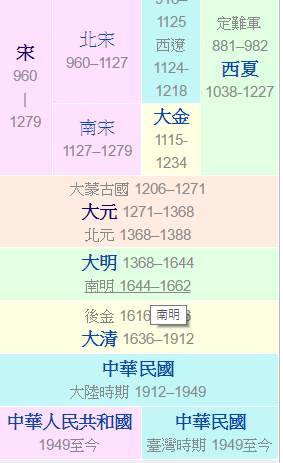 宋
960
|
1279
北宋
960–1127
南宋
1127–1279
1125
西遼
1124-
1218
大金
1115-
1234
定難軍
881–982
西夏
1038-1227
大蒙古國 1206–1271
大元 1271–1368
北元 1368–1388
大明 1368–1644
南明 1644–1662
後金 1616
南明
大清 1636–1912
中華民國
大陸時期 1912–1949
中華人民共和國
1949至今
中華民國
臺灣時期 1949至今